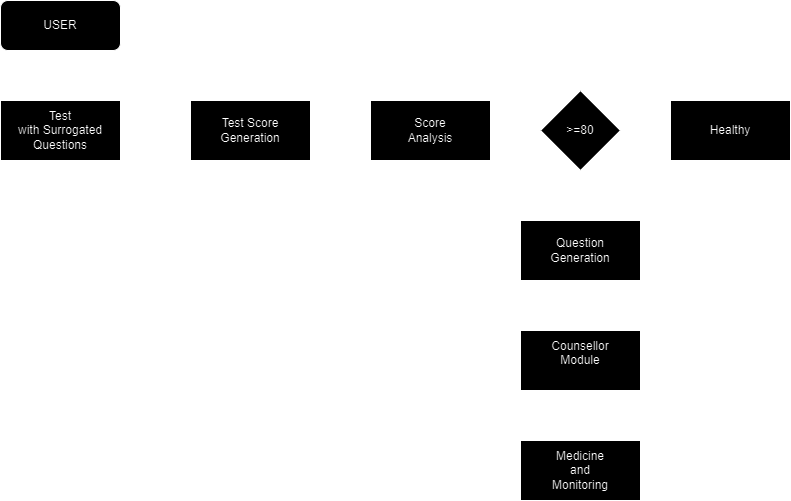 USER
Test
with Surrogated
Questions
Test Score
Generation
Score
Analysis
>=80
Healthy
Question
Generation
Counsellor
Module
Medicine
and
Monitoring